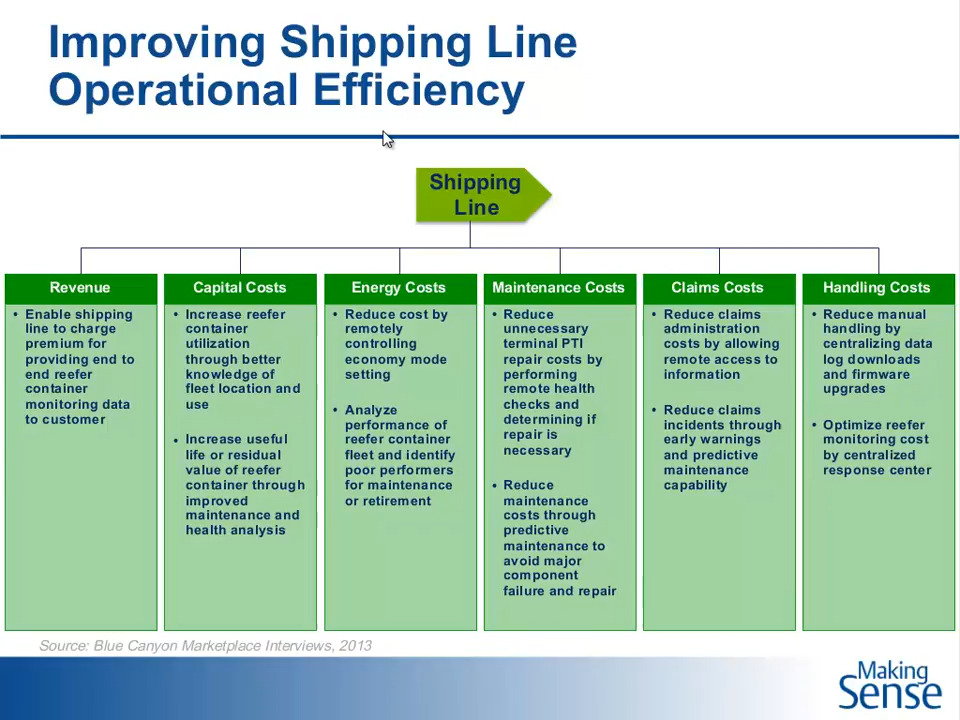 Improving Shipping Line
Operational Efficiency
Shipping
Line
Revenue
• Enable shipping
line to charge
premium for
providing end to
end reefer
container
monitoring data
to customer
Capital Costs
• Increase reefer
container
utilization
through better
knowledge of
fleet location and
use
• Increase useful
life or residual
value of reefer
container through
improved
maintenance and
health analysis
Energy Costs
• Reduce cost by
remotely
controlling
economy mode
setting
• Analyze
performance of
reefer container
fleet and identify
poor performers
for maintenance
or retirement
Maintenance Costs
• Reduce
unnecessary
terminal PTI
repair costs by
performing
remote health
checks and
determining if
repair is
necessary
• Reduce
maintenance
costs through
predictive
maintenance to
avoid major
component
failure and repair
Claims Costs
• Reduce claims
administration
costs by allowing
remote access to
information
• Reduce claims
incidents through
early warnings
and predictive
maintenance
capability
Handling Costs
• Reduce manual
handling by
centralizing data
log downloads
and firmware
upgrades
• Optimize reefer
monitoring cost
by centralized
response center
Source: Blue Canyon Marketplace Interviews, 2013
Making
Sense